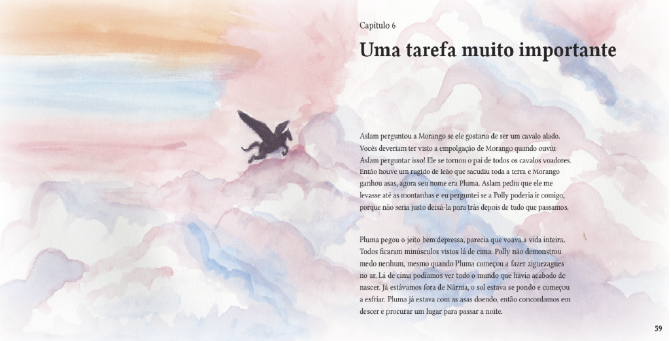 Capítulo 6
Uma tarefa muito importante
Aslam perguntou a Morango se ele gostaria de ser um cavalo alado.
Vocês deveriam ter visto a empolgação de Morango quando ouviu
Aslam perguntar isso! Ele se tornou o pai de todos os cavalos voadores.
Então houve um rugido de leão que sacudiu toda a terra e Morango
ganhou asas, agora seu nome era Pluma. Aslam pediu que ele me
levasse até as montanhas e eu perguntei se a Polly poderia ir comigo,
porque não seria justo deixá-la para trás depois de tudo que passamos.
Pluma pegou o jeito bem depressa, parecia que voava a vida inteira.
Todos ficaram minúsculos vistos lá de cima. Polly não demonstrou
medo nenhum, mesmo quando Pluma começou a fazer ziguezagues
no ar. Lá de cima podíamos ver todo o mundo que havia acabado de
nascer. Já estávamos fora de Nárnia, o sol estava se pondo e começou
a esfriar. Pluma já estava com as asas doendo, então concordamos em
descer e procurar um lugar para passar a noite.
59